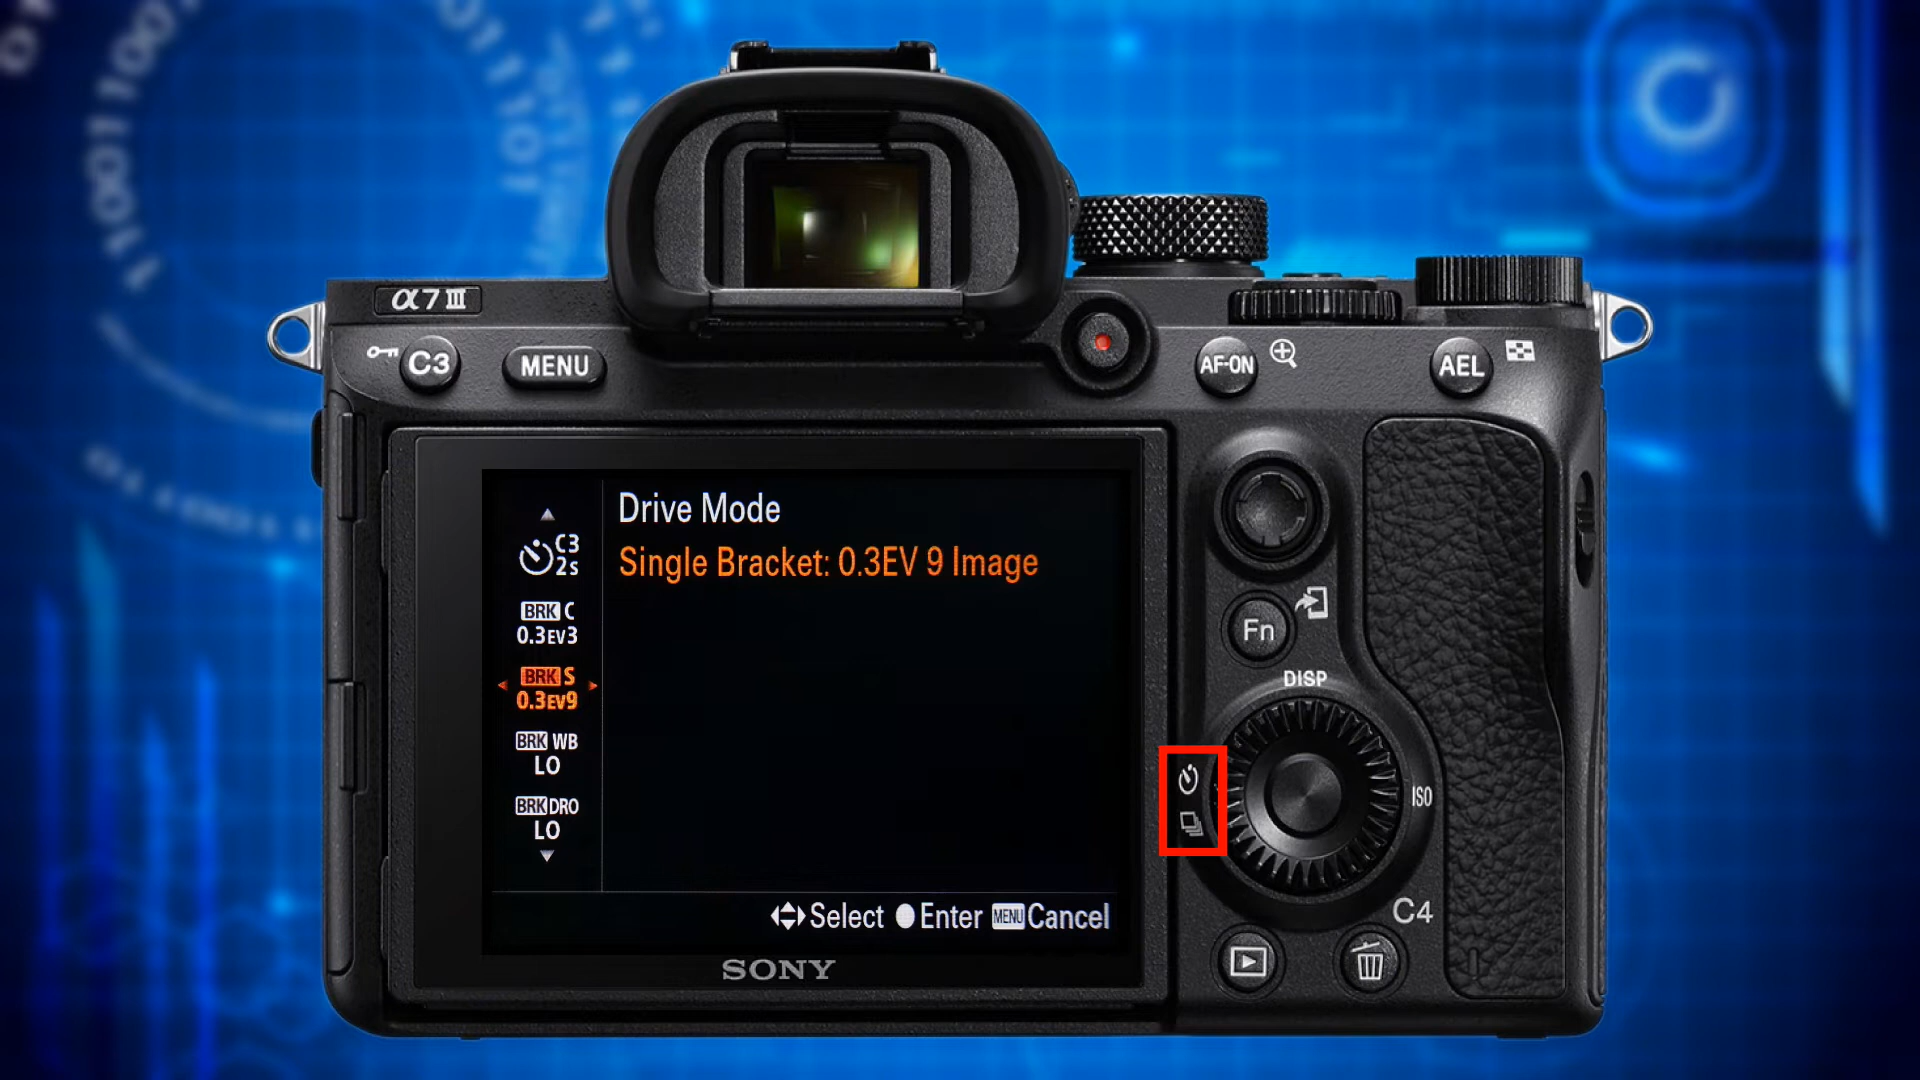 α7III
C3
MENU
AF-ON
AEL
Drive Mode
Single Bracket: 0.3EV 9 Image
C3
2s
BRK C
0.3EV3
BRK S
0.3EV9
BRK WB
LO
BRK DRO
LO
Select Enter MENU Cancel
SONY
Fn
DISP
ISO
C4